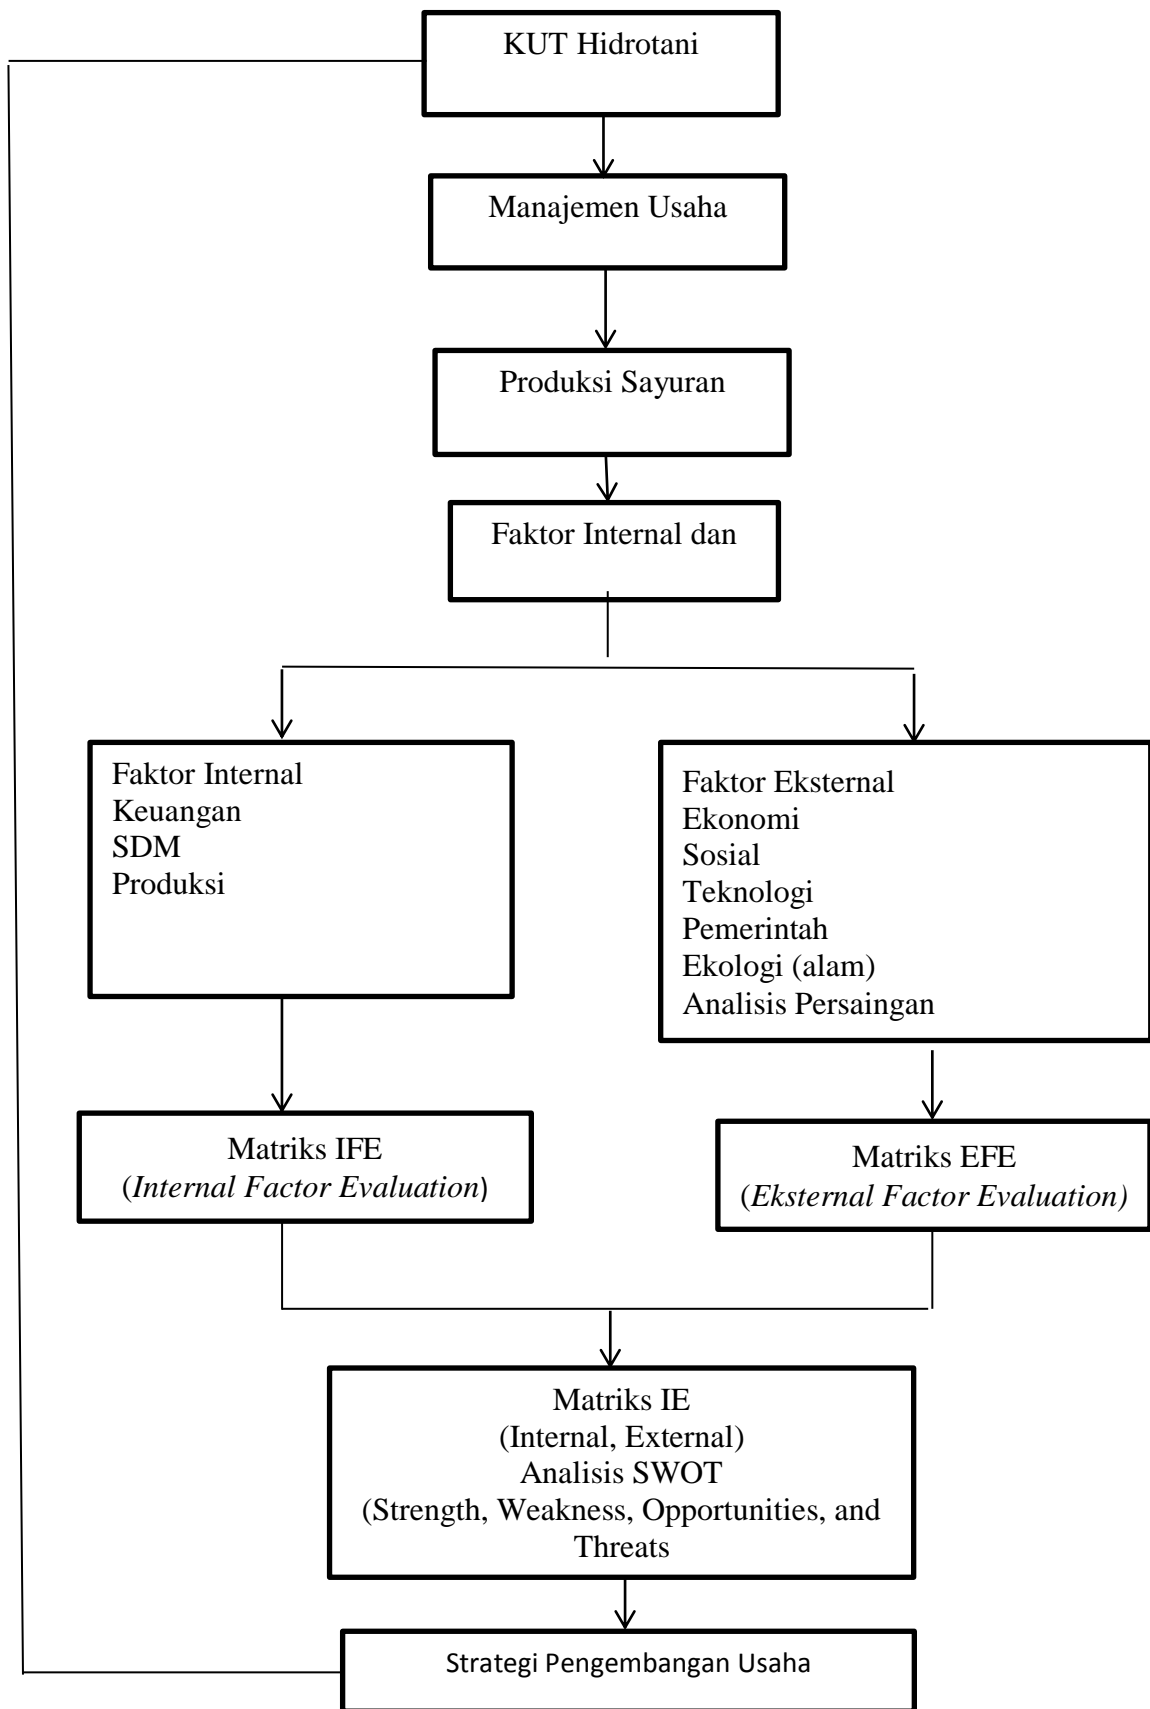 KUT Hidrotani
Manajemen Usaha
Produksi Sayuran
Faktor Internal dan
Faktor Internal
Keuangan
SDM
Produksi
Faktor Eksternal
Ekonomi
Sosial
Teknologi
Pemerintah
Ekologi (alam)
Analisis Persaingan
Matriks IFE
(Internal Factor Evaluation)
Matriks EFE
(Eksternal Factor Evaluation)
Matriks IE
(Internal, External)
Analisis SWOT
(Strength, Weakness, Opportunities, and
Threats
Strategi Pengembangan Usaha